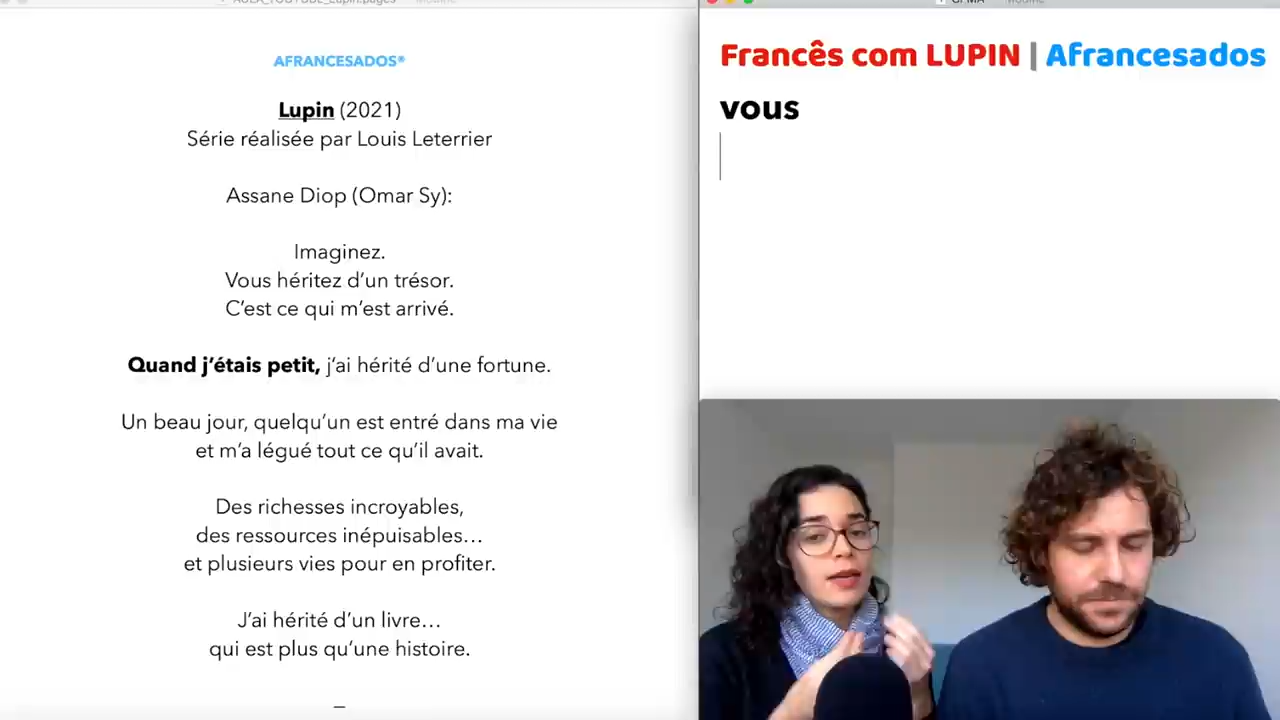 AFRANCESADOS®
Lupin (2021)
Série réalisée par Louis Leterrier
Assane Diop (Omar Sy):
Imaginez.
Vous héritez d'un trésor.
C'est ce qui m'est arrivé.
Quand j'étais petit, j'ai hérité d'une fortune.
Un beau jour, quelqu'un est entré dans ma vie
et m'a légué tout ce qu'il avait.
Des richesses incroyables,
des ressources inépuisables…
et plusieurs vies pour en profiter.
J'ai hérité d'un livre…
qui est plus qu'une histoire.
Francês com LUPIN | Afrancesados
vous